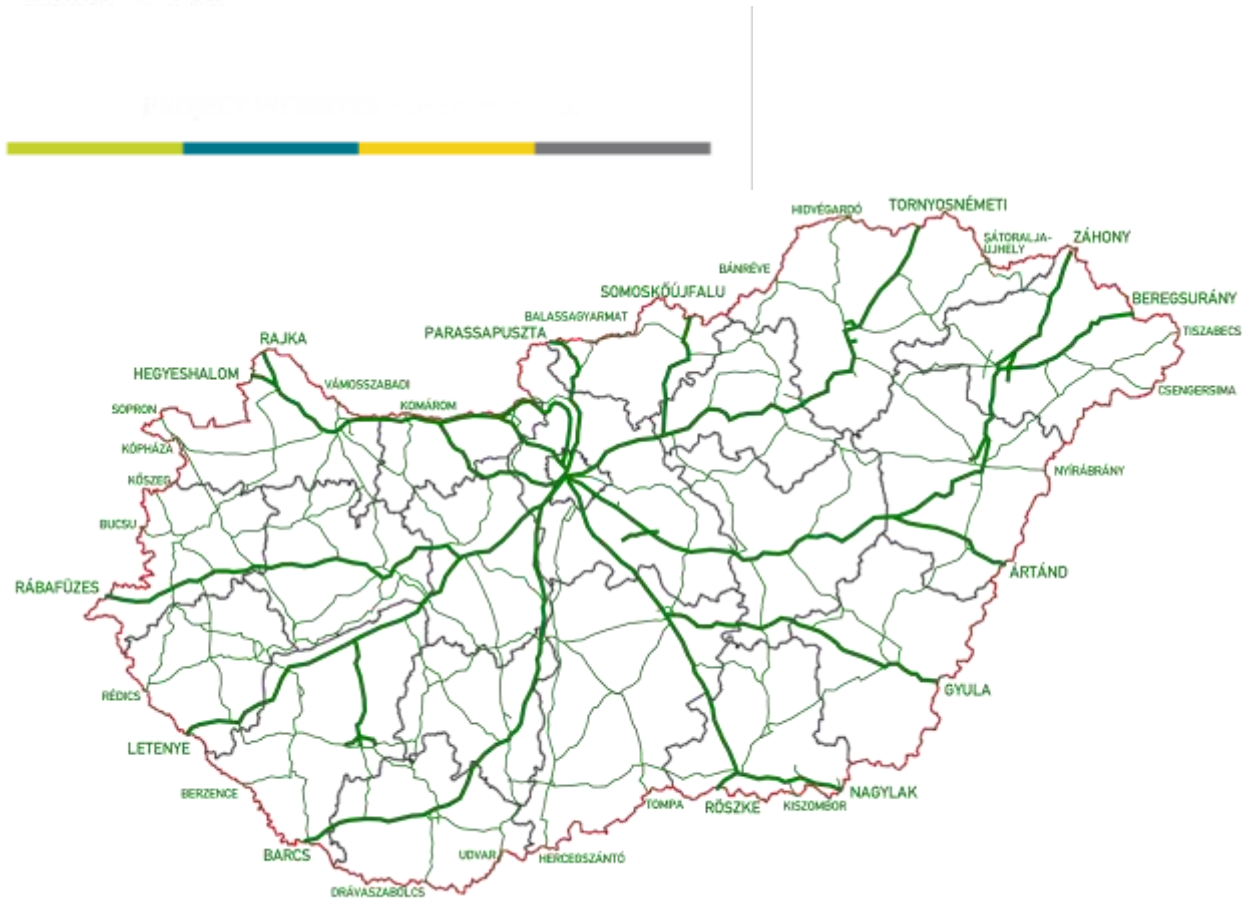 HIDVÉGARDÓ
TORNYOSNÉMETI
SÁTORALJA-
ÚJHELY
ZÁHONY
BÁNRÉVE
SOMOSKŐÚJFALU
BEREGSURÁNY
BALASSAGYARMAT
PARASSAPUSZTA
TISZABECS
RAJKA
HEGYESHALOM
VÁMOSSZABADI
CSENGERSIMA
KOMÁROM
SOPRON
KÓPHÁZA
NYÍRÁBRÁNY
KŐSZEG
BUCSU
ÁRTÁND
RÁBAFÜZES
GYULA
RÉDICS
LETENYE
BERZENCE
NAGYLAK
TOMPA
RÖSZKE
KISZOMBOR
BARCS
UDVAR
HERCEGSZÁNTÓ
DRÁVASZABOLCS